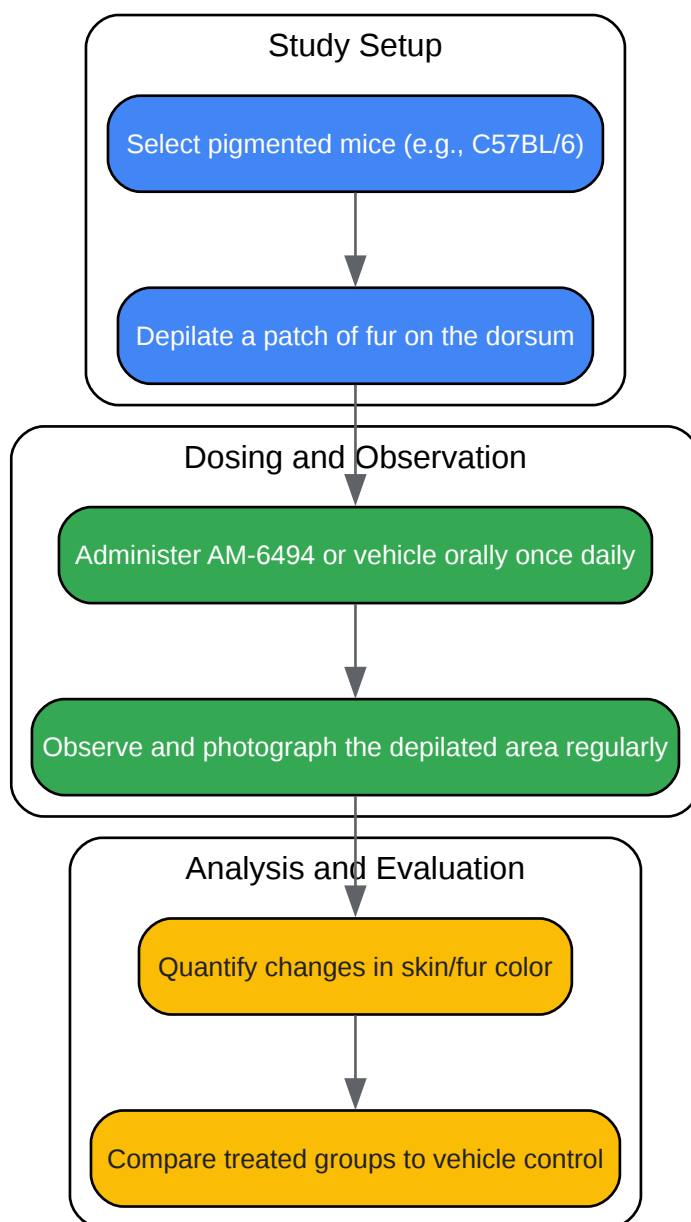 Study Setup
Select pigmented mice (e.g., C57BL/6)
Depilate a patch of fur on the dorsum
Dosing and Observation
Administer AM-6494 or vehicle orally once daily
Observe and photograph the depilated area regularly
Analysis and Evaluation
Quantify changes in skin/fur color
Compare treated groups to vehicle control